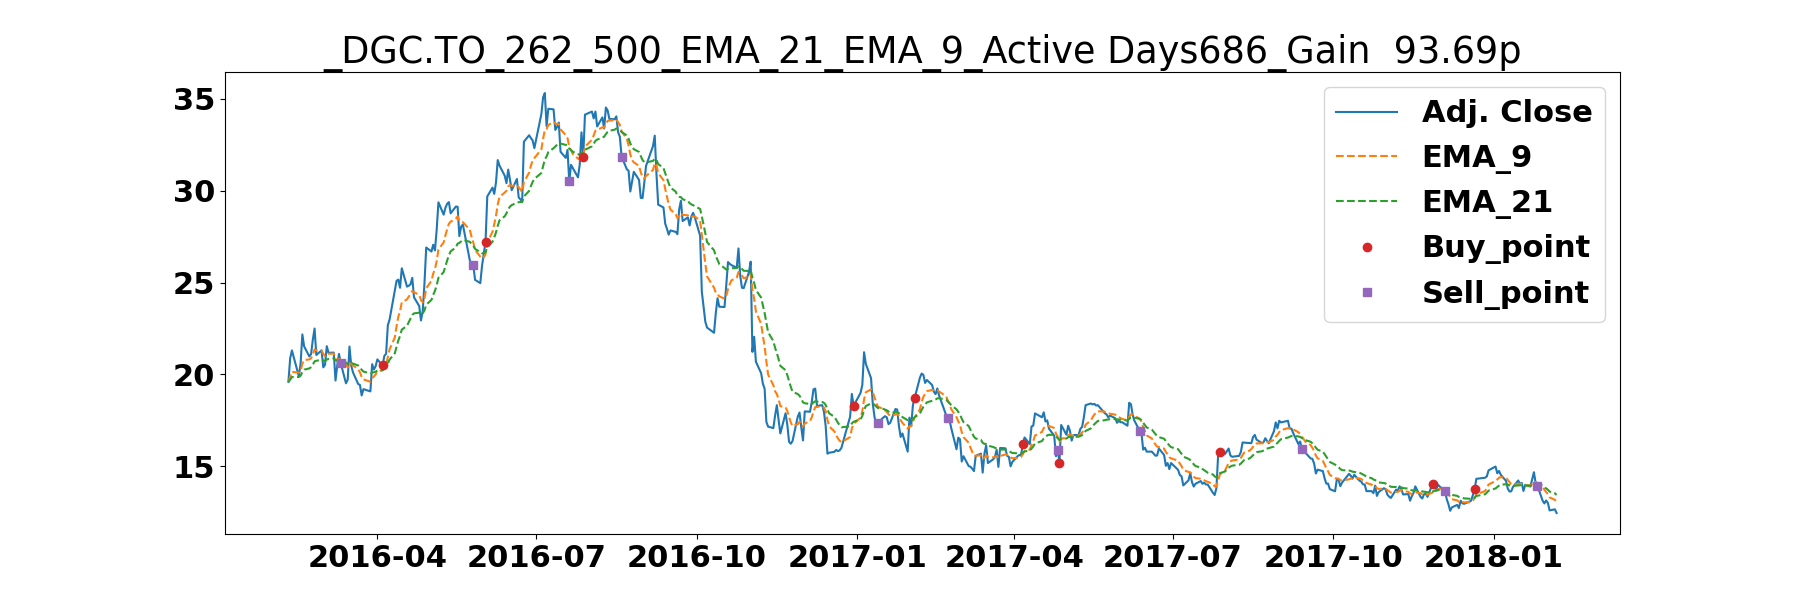 _DGC.TO_262_500_EMA_21_EMA_9_Active Days686_Gain  93.69p
35
30
25
20
15
Adj. Close
EMA_9
EMA_21
Buy_point
Sell_point
2016-04 2016-07 2016-10 2017-01 2017-04 2017-07 2017-10 2018-01